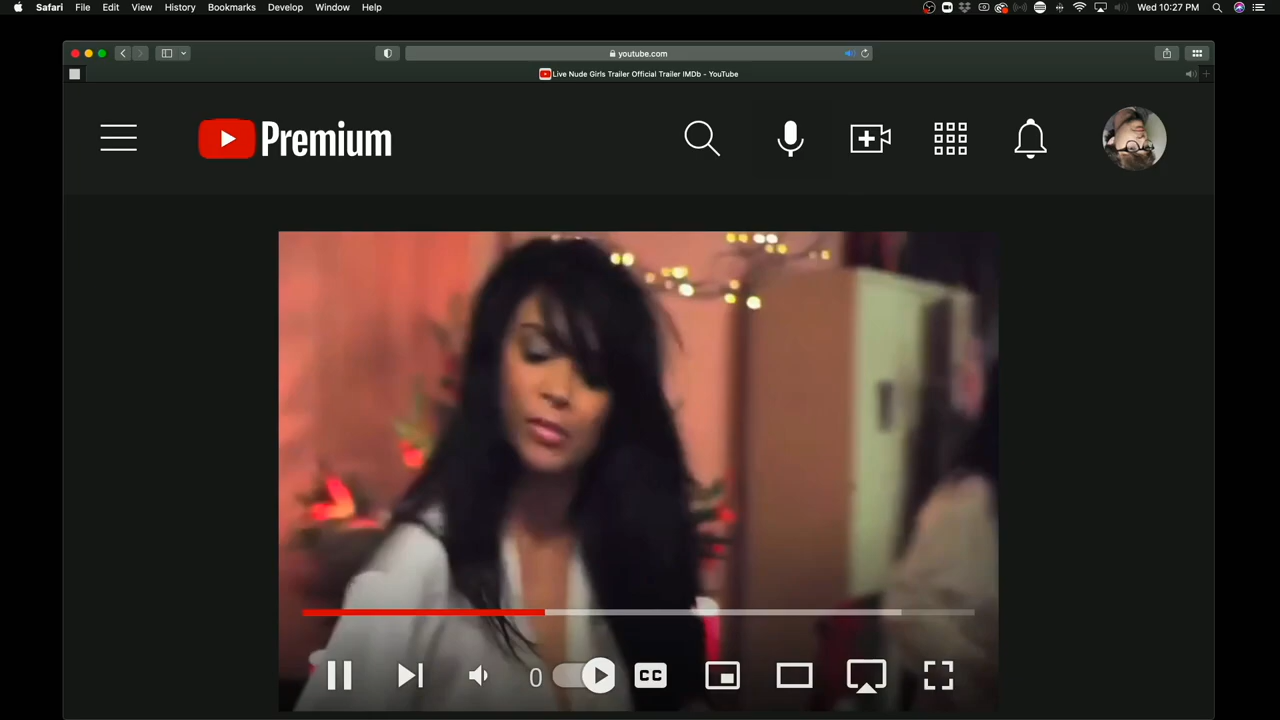 Safari File Edit View History Bookmarks Develop Window Help Wed 10:27 PM
youtube.com
Live Nude Girls Trailer Official Trailer IMDb - YouTube
Premium
0 CC